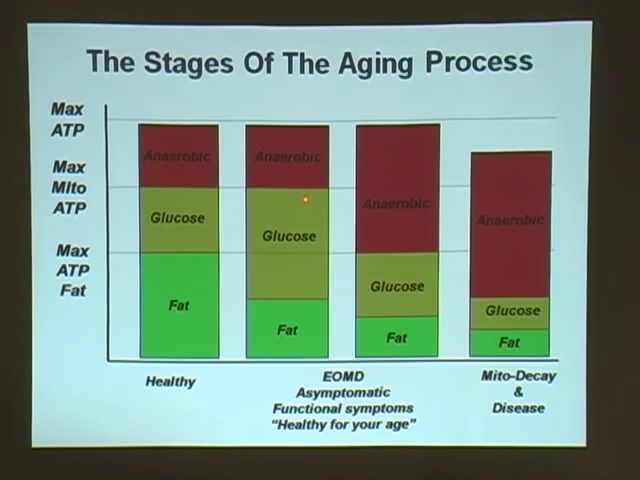 The Stages Of The Aging Process
Max
ATP
Max
Mito
ATP
Max
ATP
Fat
Anaerobic
Glucose
Fat
Anaerobic
Glucose
Fat
Anaerobic
Glucose
Fat
Anaerobic
Glucose
Fat
Healthy
EOMD
Asymptomatic
Functional symptoms
"Healthy for your age"
Mito-Decay
&
Disease